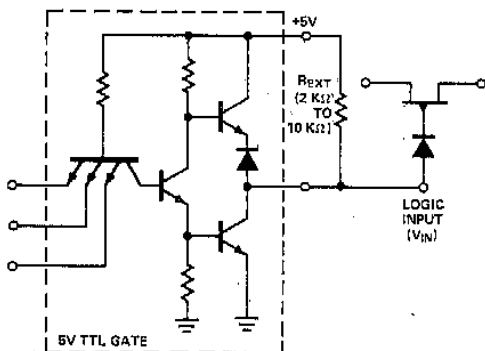 +5V
REXT
(2 KΩ
TO
10 KΩ)
LOGIC
INPUT
(VIN)
5V TTL GATE